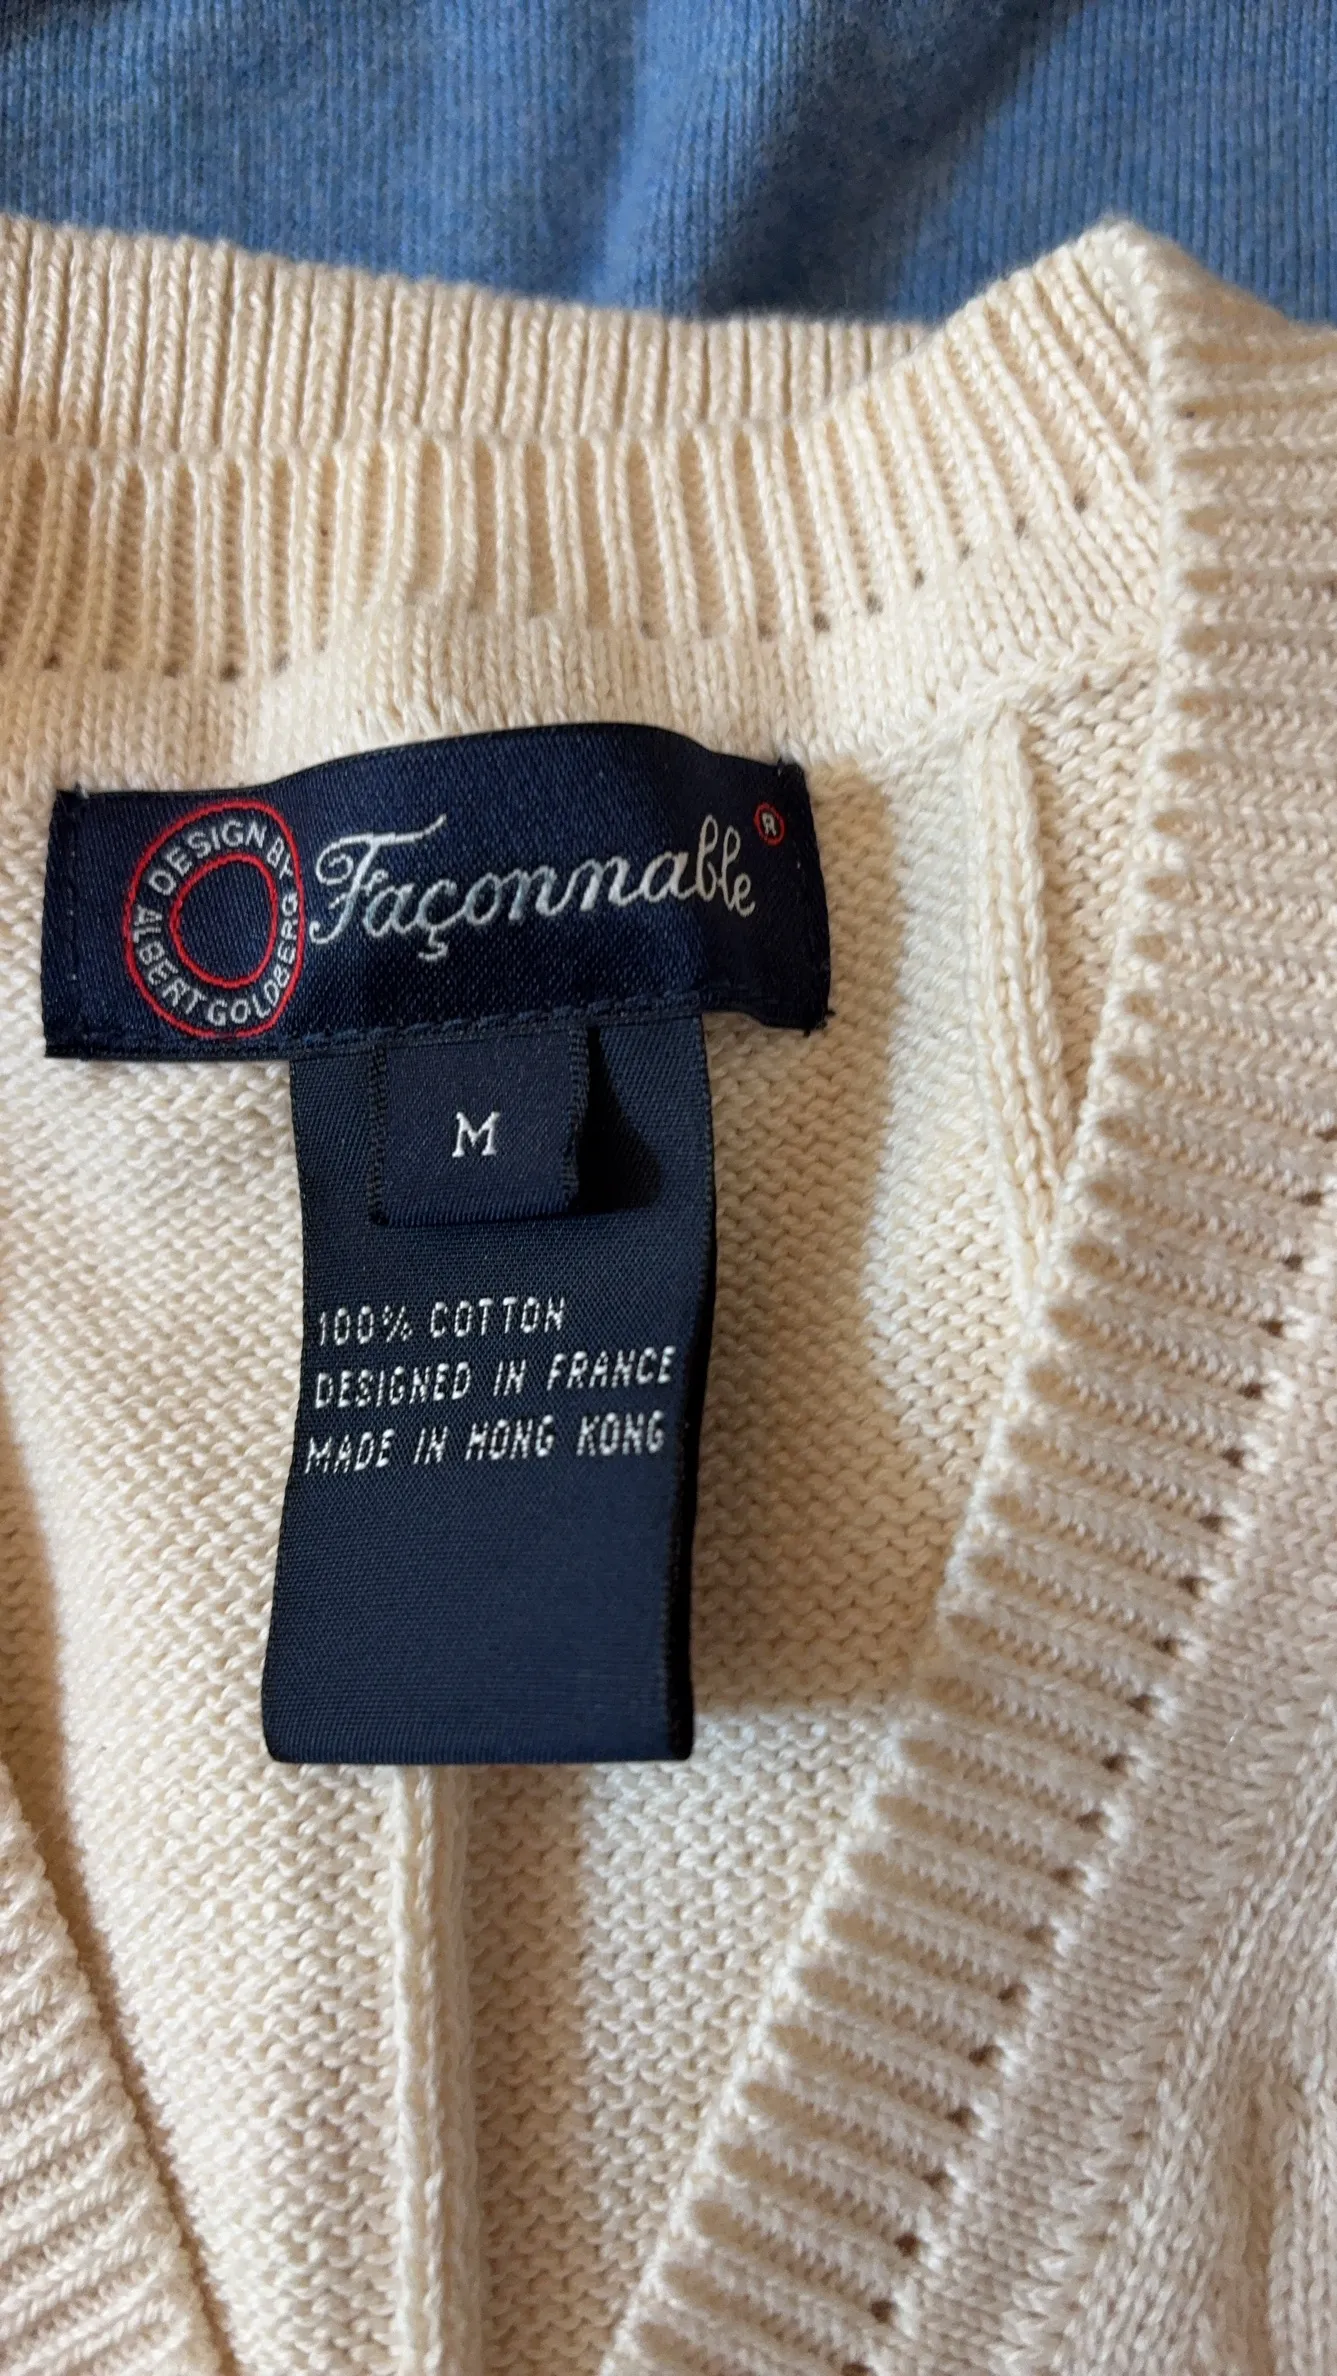 DESIGN BY ALBERT GOLDBERG
Façonnable ®
M
100% COTTON
DESIGNED IN FRANCE
MADE IN HONG KONG